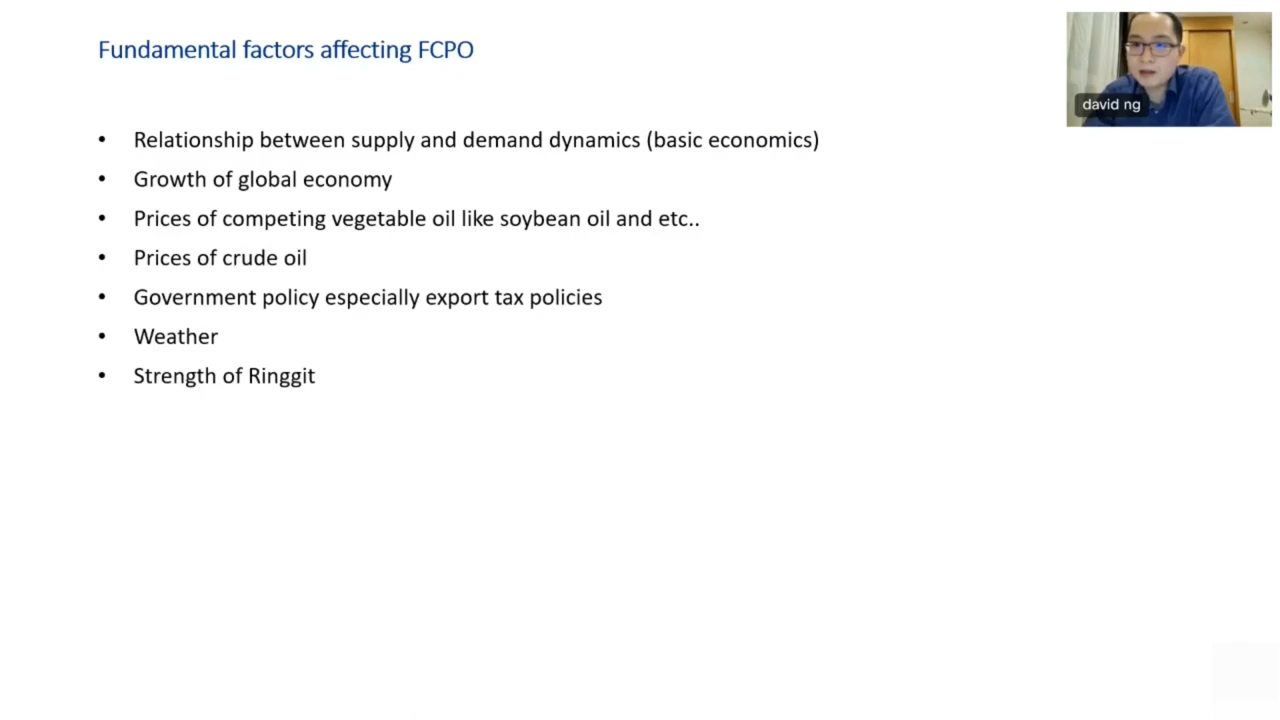 Fundamental factors affecting FCPO
david ng
• Relationship between supply and demand dynamics (basic economics)
• Growth of global economy
• Prices of competing vegetable oil like soybean oil and etc..
• Prices of crude oil
• Government policy especially export tax policies
• Weather
• Strength of Ringgit